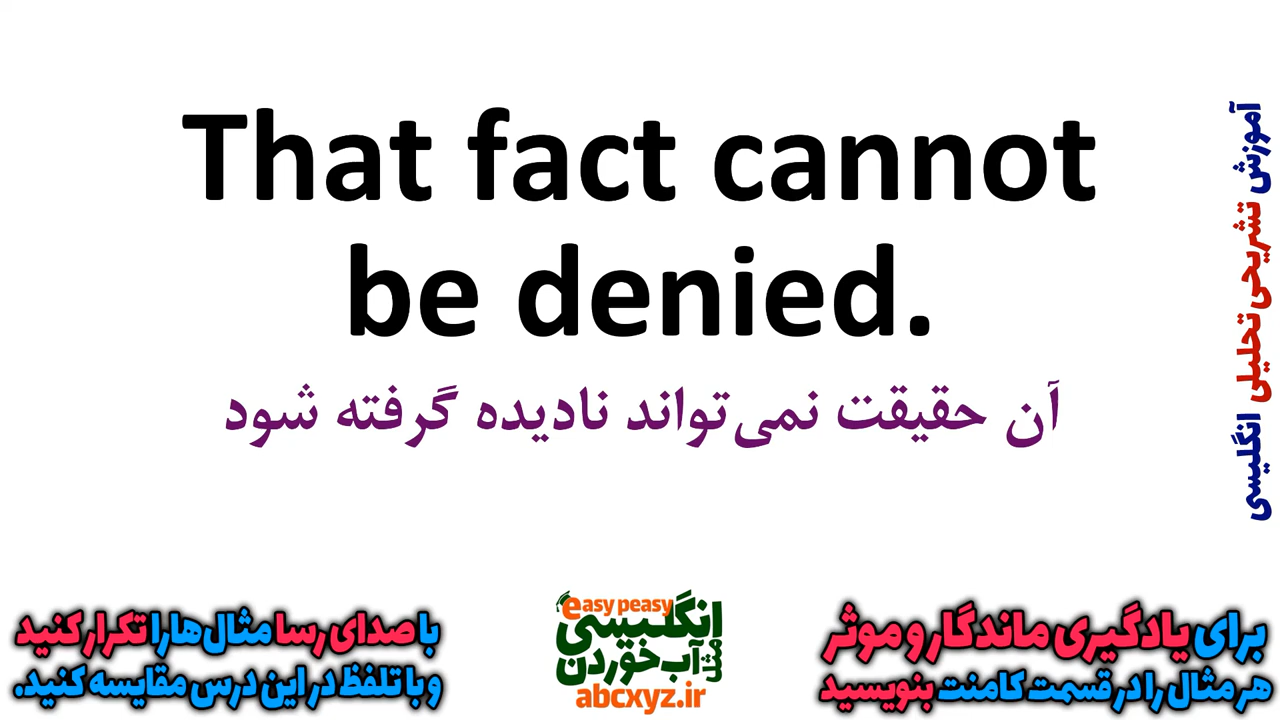 That fact cannot
be denied.
آن حقیقت نمی‌تواند نادیده گرفته شود
آموزش تشریحی تحلیلی انگلیسی
برای یادگیری ماندگار و موثر
هر مثال را در قسمت کامنت بنویسید
easy peasy
انگلیسی
مثل آب خوردن
abcxyz.ir
با صدای رسا مثال‌ها را تکرار کنید
و با تلفظ در این درس مقایسه کنید.